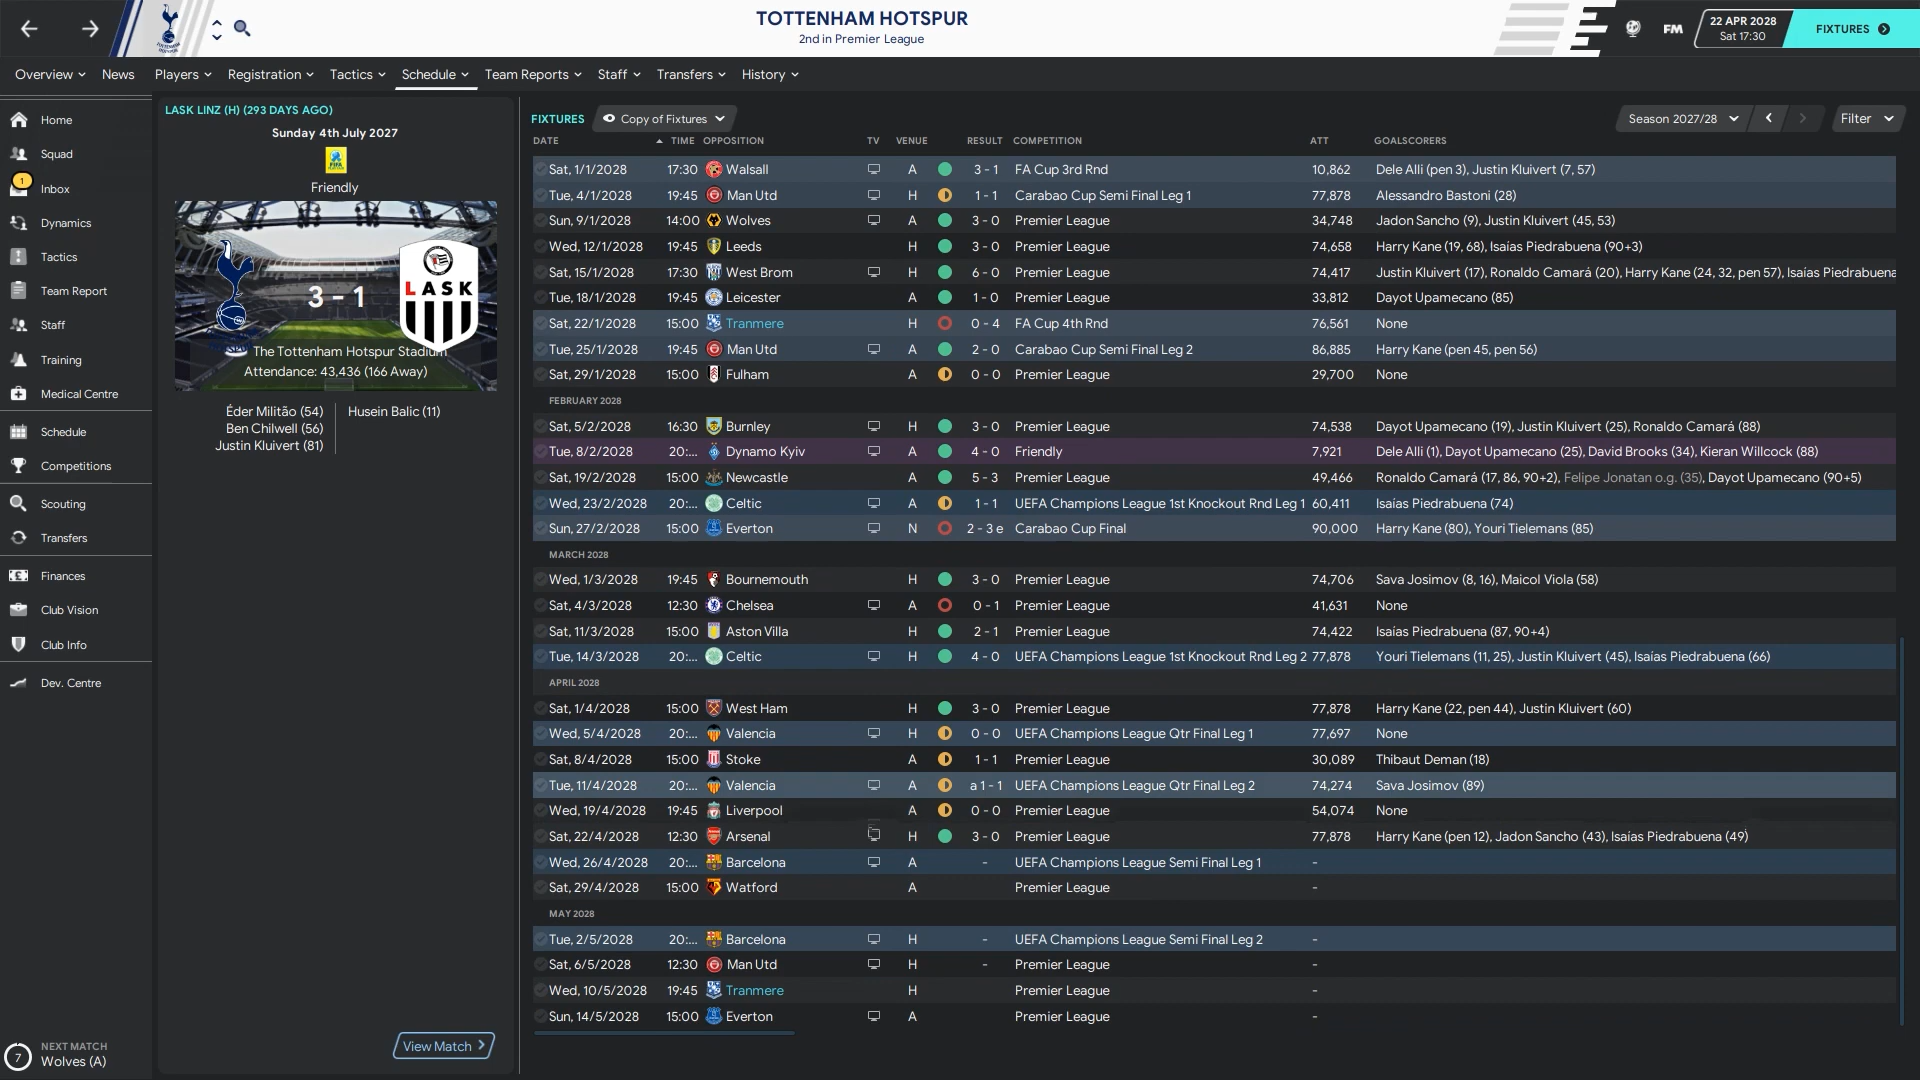 TOTTENHAM HOTSPUR
2nd in Premier League
FM
22 APR 2028
Sat 17:30
FIXTURES
Overview News Players Registration Tactics Schedule Team Reports Staff Transfers History
Home
Squad
1
Inbox
Dynamics
Tactics
Team Report
Staff
Training
Medical Centre
Schedule
Competitions
Scouting
Transfers
Finances
Club Vision
Club Info
Dev. Centre
7 NEXT MATCH
Wolves (A)
LASK LINZ (H) (293 DAYS AGO)
Sunday 4th July 2027
Friendly
3 - 1
LASK
The Tottenham Hotspur Stadium
Attendance: 43,436 (166 Away)
Éder Militão (54) Husein Balic (11)
Ben Chilwell (56)
Justin Kluivert (81)
View Match
FIXTURES Copy of Fixtures Season 2027/28 Filter
DATE TIME OPPOSITION TV VENUE RESULT COMPETITION ATT GOALSCORERS
Sat, 1/1/2028 17:30 Walsall A 3 - 1 FA Cup 3rd Rnd 10,862 Dele Alli (pen 3), Justin Kluivert (7, 57)
Tue, 4/1/2028 19:45 Man Utd H 1 - 1 Carabao Cup Semi Final Leg 1 77,878 Alessandro Bastoni (28)
Sun, 9/1/2028 14:00 Wolves A 3 - 0 Premier League 34,748 Jadon Sancho (9), Justin Kluivert (45, 53)
Wed, 12/1/2028 19:45 Leeds H 3 - 0 Premier League 74,658 Harry Kane (19, 68), Isaías Piedrabuena (90+3)
Sat, 15/1/2028 17:30 West Brom H 6 - 0 Premier League 74,417 Justin Kluivert (17), Ronaldo Camará (20), Harry Kane (24, 32, pen 57), Isaías Piedrabuena
Tue, 18/1/2028 19:45 Leicester A 1 - 0 Premier League 33,812 Dayot Upamecano (85)
Sat, 22/1/2028 15:00 Tranmere H 0 - 4 FA Cup 4th Rnd 76,561 None
Tue, 25/1/2028 19:45 Man Utd A 2 - 0 Carabao Cup Semi Final Leg 2 86,885 Harry Kane (pen 45, pen 56)
Sat, 29/1/2028 15:00 Fulham A 0 - 0 Premier League 29,700 None
FEBRUARY 2028
Sat, 5/2/2028 16:30 Burnley H 3 - 0 Premier League 74,538 Dayot Upamecano (19), Justin Kluivert (25), Ronaldo Camará (88)
Tue, 8/2/2028 20:... Dynamo Kyiv A 4 - 0 Friendly 7,921 Dele Alli (1), Dayot Upamecano (25), David Brooks (34), Kieran Willcock (88)
Sat, 19/2/2028 15:00 Newcastle A 5 - 3 Premier League 49,466 Ronaldo Camará (17, 86, 90+2), Felipe Jonatan o.g. (35), Dayot Upamecano (90+5)
Wed, 23/2/2028 20:... Celtic A 1 - 1 UEFA Champions League 1st Knockout Rnd Leg 1 60,411 Isaías Piedrabuena (74)
Sun, 27/2/2028 15:00 Everton N 2 - 3 e Carabao Cup Final 90,000 Harry Kane (80), Youri Tielemans (85)
MARCH 2028
Wed, 1/3/2028 19:45 Bournemouth H 3 - 0 Premier League 74,706 Sava Josimov (8, 16), Maicol Viola (58)
Sat, 4/3/2028 12:30 Chelsea A 0 - 1 Premier League 41,631 None
Sat, 11/3/2028 15:00 Aston Villa H 2 - 1 Premier League 74,422 Isaías Piedrabuena (87, 90+4)
Tue, 14/3/2028 20:... Celtic H 4 - 0 UEFA Champions League 1st Knockout Rnd Leg 2 77,878 Youri Tielemans (11, 25), Justin Kluivert (45), Isaías Piedrabuena (66)
APRIL 2028
Sat, 1/4/2028 15:00 West Ham H 3 - 0 Premier League 77,878 Harry Kane (22, pen 44), Justin Kluivert (60)
Wed, 5/4/2028 20:... Valencia H 0 - 0 UEFA Champions League Qtr Final Leg 1 77,697 None
Sat, 8/4/2028 15:00 Stoke A 1 - 1 Premier League 30,089 Thibaut Deman (18)
Tue, 11/4/2028 20:... Valencia A a 1 - 1 UEFA Champions League Qtr Final Leg 2 74,274 Sava Josimov (89)
Wed, 19/4/2028 19:45 Liverpool A 0 - 0 Premier League 54,074 None
Sat, 22/4/2028 12:30 Arsenal H 3 - 0 Premier League 77,878 Harry Kane (pen 12), Jadon Sancho (43), Isaías Piedrabuena (49)
Wed, 26/4/2028 20:... Barcelona A - UEFA Champions League Semi Final Leg 1 -
Sat, 29/4/2028 15:00 Watford A Premier League -
MAY 2028
Tue, 2/5/2028 20:... Barcelona H - UEFA Champions League Semi Final Leg 2 -
Sat, 6/5/2028 12:30 Man Utd H - Premier League -
Wed, 10/5/2028 19:45 Tranmere H Premier League -
Sun, 14/5/2028 15:00 Everton A Premier League -